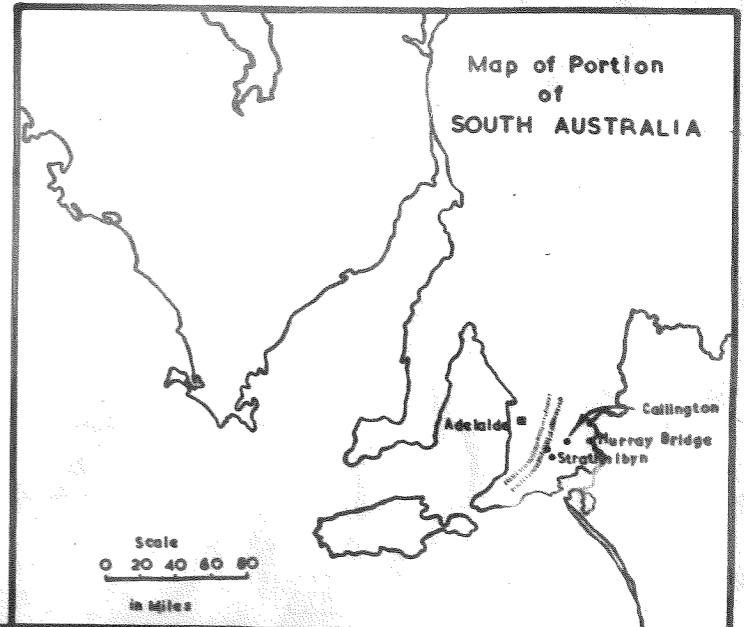 Map of Portion
of
SOUTH AUSTRALIA
Callington
Adelaide
Murray Bridge
Strathalbyn
Scale
0 20 40 60 80
in Miles